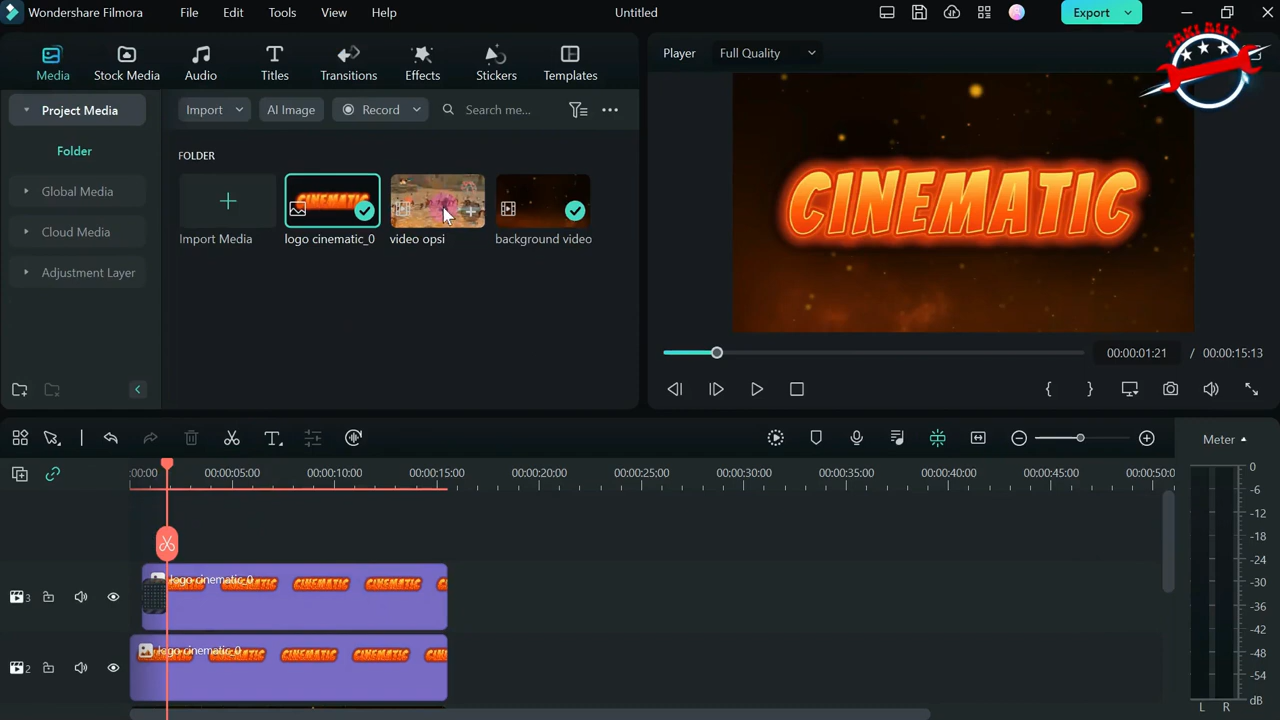 Wondershare Filmora File Edit Tools View Help Untitled Export
Media Stock Media Audio Titles Transitions Effects Stickers Templates
Player Full Quality
ZAKI ALIT
Project Media
Import AI Image Record Search me...
Folder
FOLDER
Global Media
Cloud Media
Adjustment Layer
Import Media logo cinematic_0 video opsi background video
CINEMATIC
CINEMATIC
00:00:01:21 / 00:00:15:13
Meter
:00:00 00:00:05:00 00:00:10:00 00:00:15:00 00:00:20:00 00:00:25:00 00:00:30:00 00:00:35:00 00:00:40:00 00:00:45:00 00:00:50:0
logo cinematic_0
CINEMATIC CINEMATIC CINEMATIC
3
logo cinematic_0
CINEMATIC CINEMATIC CINEMATIC
2
0
-6
-12
-18
-24
-30
-36
-42
-48
-54
dB
L R